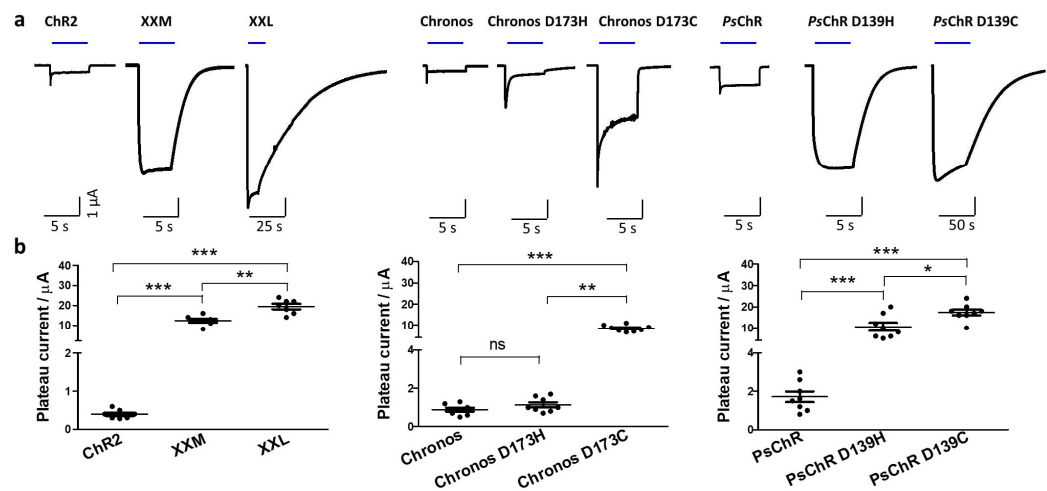 a
ChR2 XXM XXL Chronos Chronos D173H Chronos D173C PsChR PsChR D139H PsChR D139C
1 µA
5 s 5 s 25 s 5 s 5 s 5 s 5 s 5 s 50 s
b
Plateau current / µA
40
30
20
10
2
1
0
***
***
**
ChR2 XXM XXL
Plateau current / µA
40
30
20
10
4
2
0
***
**
ns
Chronos Chronos D173H Chronos D173C
Plateau current / µA
40
30
20
10
4
2
0
***
***
*
PsChR PsChR D139H PsChR D139C